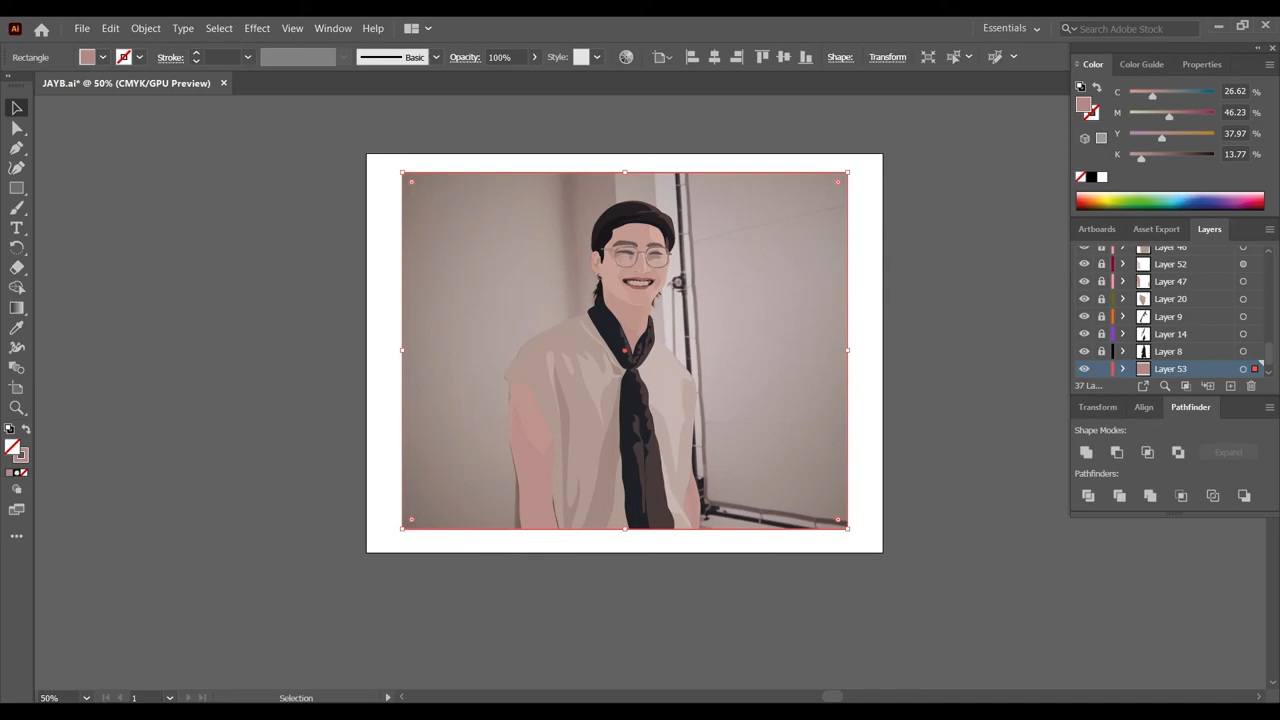 Ai File Edit Object Type Select Effect View Window Help Essentials Search Adobe Stock
Rectangle Stroke: Basic Opacity: 100% Style: Shape: Transform
JAYB.ai* @ 50% (CMYK/GPU Preview)
Color Color Guide Properties
C 26.62 %
M 46.23 %
Y 37.97 %
K 13.77 %
Artboards Asset Export Layers
Layer 46
Layer 52
Layer 47
Layer 20
Layer 9
Layer 14
Layer 8
Layer 53
37 La...
Transform Align Pathfinder
Shape Modes:
Expand
Pathfinders:
50% 1 Selection